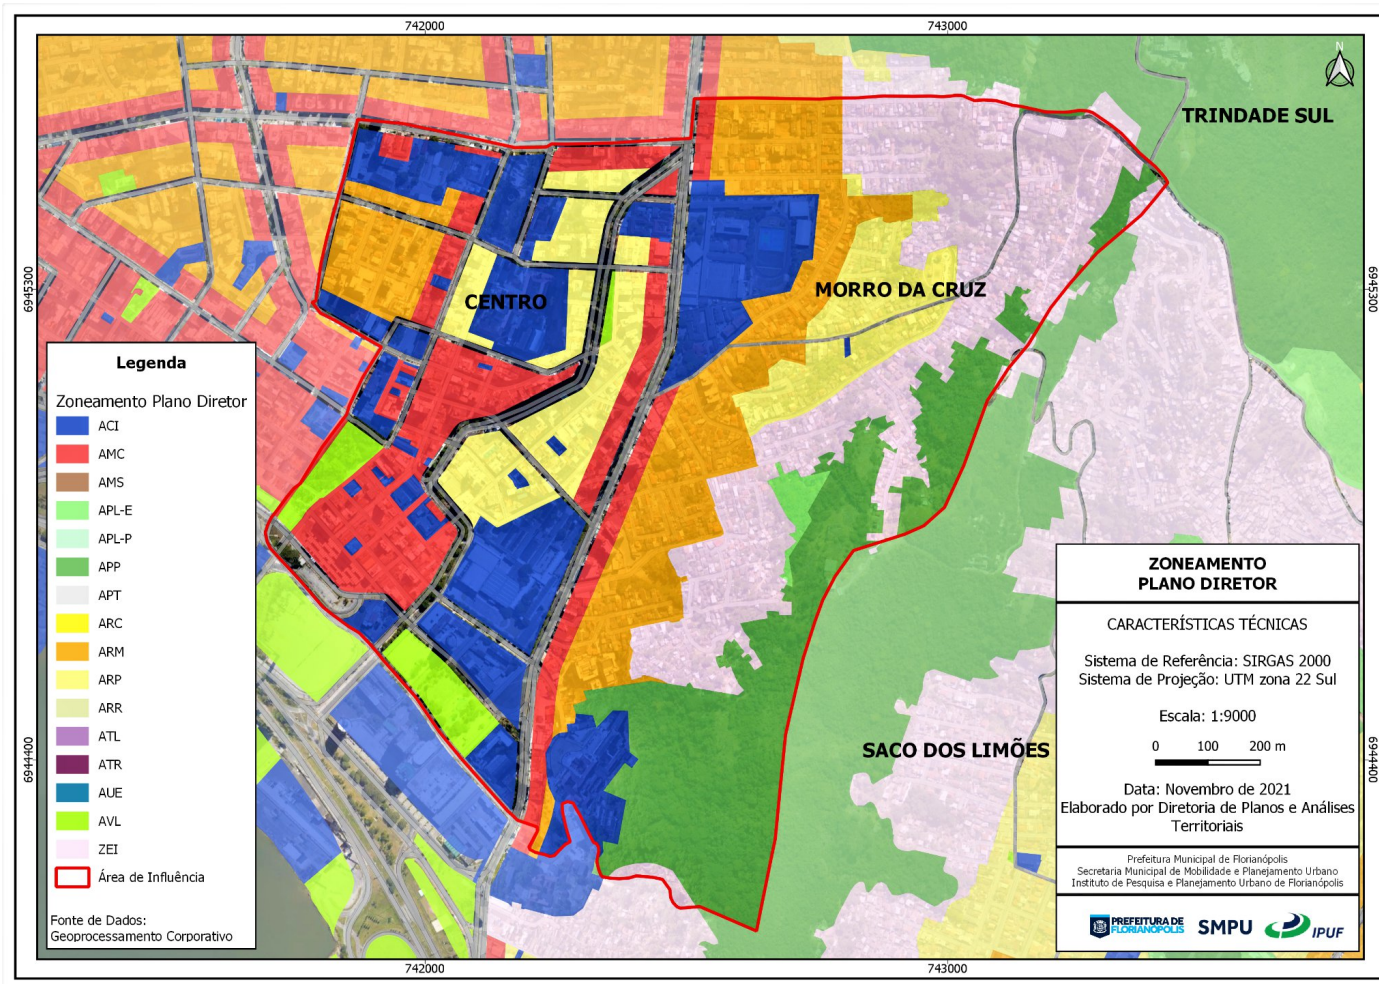 742000
743000
N
TRINDADE SUL
6945300
6945300
MORRO DA CRUZ
CENTRO
Legenda
Zoneamento Plano Diretor
ACI
AMC
AMS
APL-E
APL-P
APP
APT
ARC
ARM
ARP
ARR
ATL
ATR
AUE
AVL
ZEI
Área de Influência
Fonte de Dados:
Geoprocessamento Corporativo
SACO DOS LIMÕES
6944400
6944400
ZONEAMENTO
PLANO DIRETOR
CARACTERÍSTICAS TÉCNICAS
Sistema de Referência: SIRGAS 2000
Sistema de Projeção: UTM zona 22 Sul
Escala: 1:9000
0 100 200 m
Data: Novembro de 2021
Elaborado por Diretoria de Planos e Análises
Territoriais
Prefeitura Municipal de Florianópolis
Secretaria Municipal de Mobilidade e Planejamento Urbano
Instituto de Pesquisa e Planejamento Urbano de Florianópolis
PREFEITURA DE
FLORIANÓPOLIS
SMPU
IPUF
742000
743000